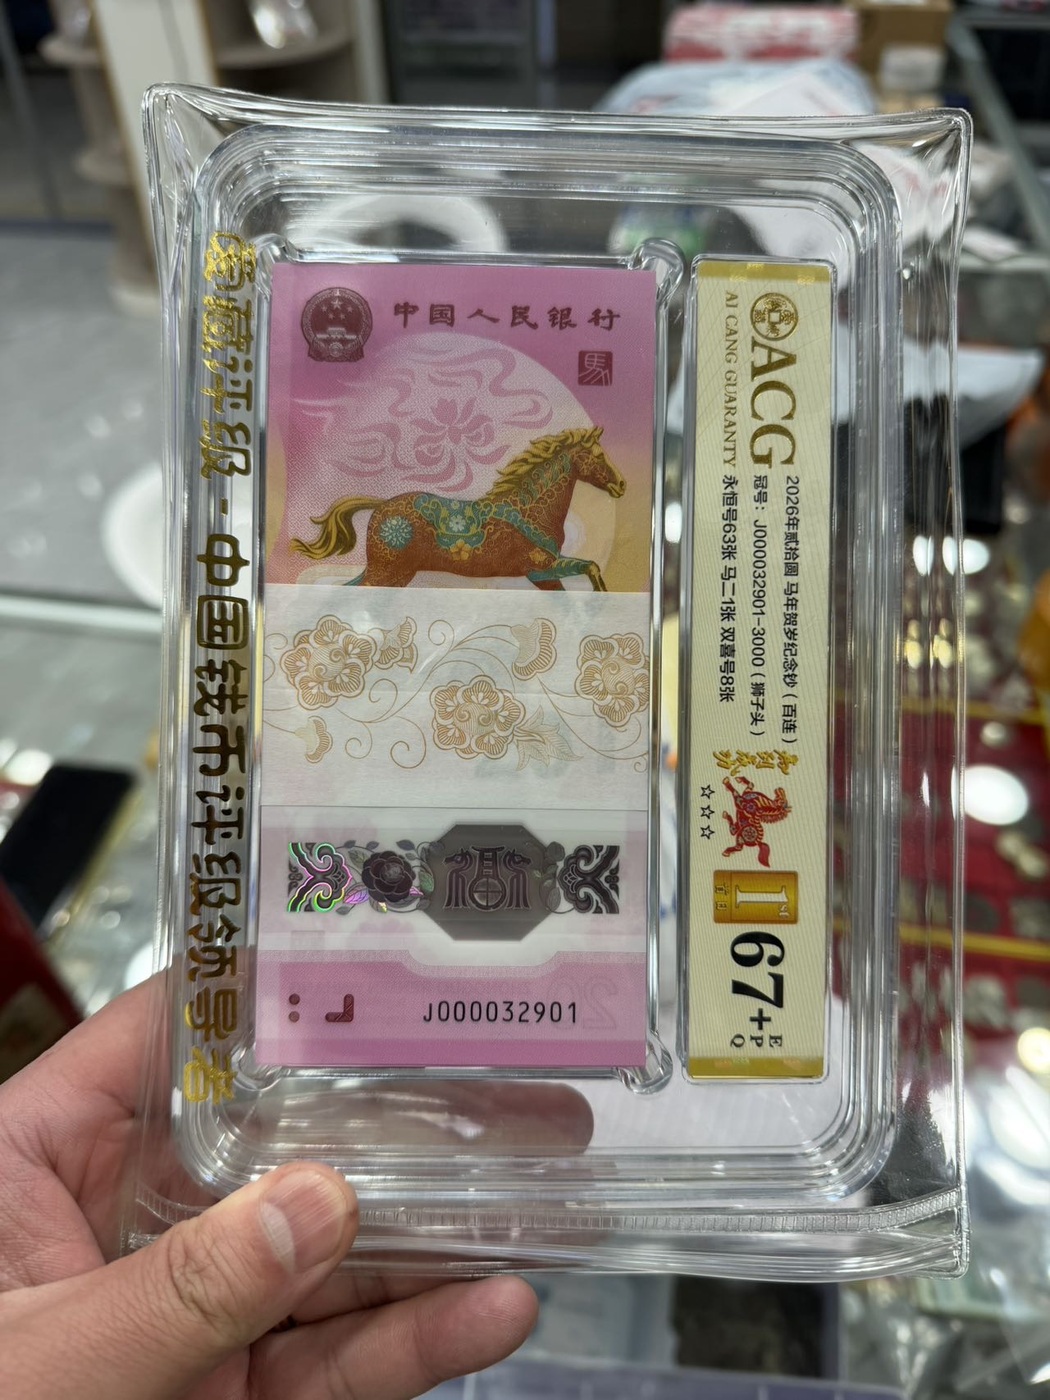 爱藏评级 - 中国钱币评级领导者
中国人民银行
馬
J000032901
20
ACG
AI CANG GUARANTY
2026年贰拾圆 马年贺岁纪念钞（百连）
冠号：J000032901-3000（狮子头）
永恒号63张 马二1张 双喜号8张
☆☆☆
1st
67+
EPQ